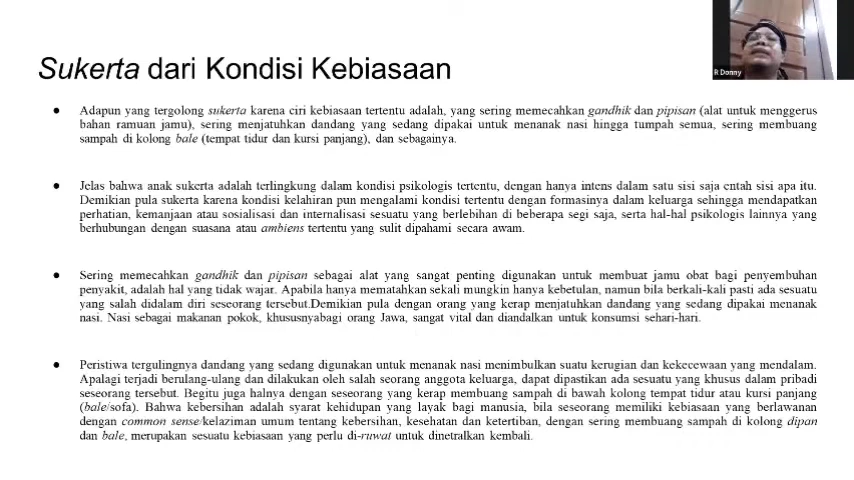 R Donny
Sukerta dari Kondisi Kebiasaan
● Adapun yang tergolong sukerta karena ciri kebiasaan tertentu adalah, yang sering memecahkan gandhik dan pipisan (alat untuk menggerus
bahan ramuan jamu), sering menjatuhkan dandang yang sedang dipakai untuk menanak nasi hingga tumpah semua, sering membuang
sampah di kolong bale (tempat tidur dan kursi panjang), dan sebagainya.
● Jelas bahwa anak sukerta adalah terlingkung dalam kondisi psikologis tertentu, dengan hanya intens dalam satu sisi saja entah sisi apa itu.
Demikian pula sukerta karena kondisi kelahiran pun mengalami kondisi tertentu dengan formasinya dalam keluarga sehingga mendapatkan
perhatian, kemanjaan atau sosialisasi dan internalisasi sesuatu yang berlebihan di beberapa segi saja, serta hal-hal psikologis lainnya yang
berhubungan dengan suasana atau ambiens tertentu yang sulit dipahami secara awam.
● Sering memecahkan gandhik dan pipisan sebagai alat yang sangat penting digunakan untuk membuat jamu obat bagi penyembuhan
penyakit, adalah hal yang tidak wajar. Apabila hanya mematahkan sekali mungkin hanya kebetulan, namun bila berkali-kali pasti ada sesuatu
yang salah didalam diri seseorang tersebut.Demikian pula dengan orang yang kerap menjatuhkan dandang yang sedang dipakai menanak
nasi. Nasi sebagai makanan pokok, khususnyabagi orang Jawa, sangat vital dan diandalkan untuk konsumsi sehari-hari.
● Peristiwa tergulingnya dandang yang sedang digunakan untuk menanak nasi menimbulkan suatu kerugian dan kekecewaan yang mendalam.
Apalagi terjadi berulang-ulang dan dilakukan oleh salah seorang anggota keluarga, dapat dipastikan ada sesuatu yang khusus dalam pribadi
seseorang tersebut. Begitu juga halnya dengan seseorang yang kerap membuang sampah di bawah kolong tempat tidur atau kursi panjang
(bale/sofa). Bahwa kebersihan adalah syarat kehidupan yang layak bagi manusia, bila seseorang memiliki kebiasaan yang berlawanan
dengan common sense/kelaziman umum tentang kebersihan, kesehatan dan ketertiban, dengan sering membuang sampah di kolong dipan
dan bale, merupakan sesuatu kebiasaan yang perlu di-ruwat untuk dinetralkan kembali.